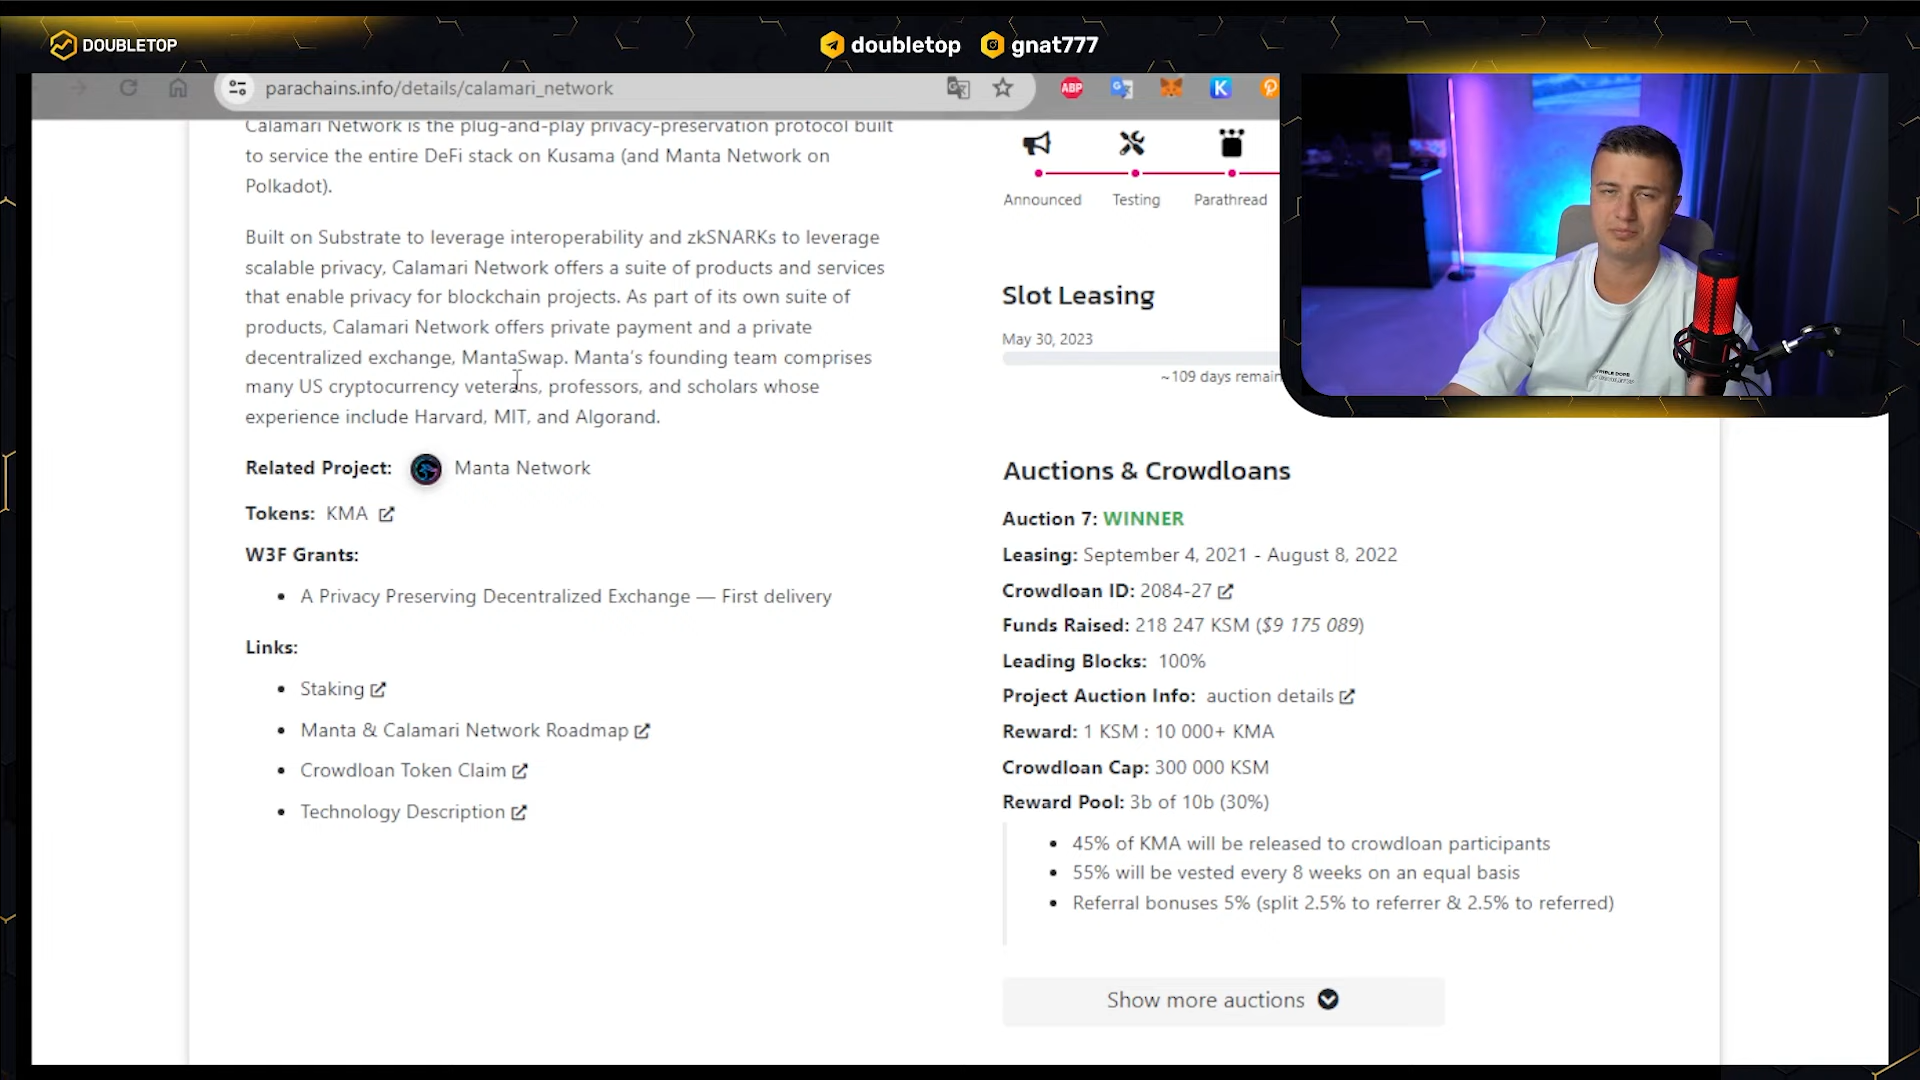 DOUBLETOP
doubletop
gnat777
parachains.info/details/calamari_network
ABP
K
Calamari Network is the plug-and-play privacy-preservation protocol built
to service the entire DeFi stack on Kusama (and Manta Network on
Polkadot).
Built on Substrate to leverage interoperability and zkSNARKs to leverage
scalable privacy, Calamari Network offers a suite of products and services
that enable privacy for blockchain projects. As part of its own suite of
products, Calamari Network offers private payment and a private
decentralized exchange, MantaSwap. Manta's founding team comprises
many US cryptocurrency veterans, professors, and scholars whose
experience include Harvard, MIT, and Algorand.
Related Project: Manta Network
Tokens: KMA
W3F Grants:
• A Privacy Preserving Decentralized Exchange — First delivery
Links:
• Staking
• Manta & Calamari Network Roadmap
• Crowdloan Token Claim
• Technology Description
Announced Testing Parathread
Slot Leasing
May 30, 2023
~109 days remain
Auctions & Crowdloans
Auction 7: WINNER
Leasing: September 4, 2021 - August 8, 2022
Crowdloan ID: 2084-27
Funds Raised: 218 247 KSM ($9 175 089)
Leading Blocks: 100%
Project Auction Info: auction details
Reward: 1 KSM : 10 000+ KMA
Crowdloan Cap: 300 000 KSM
Reward Pool: 3b of 10b (30%)
• 45% of KMA will be released to crowdloan participants
• 55% will be vested every 8 weeks on an equal basis
• Referral bonuses 5% (split 2.5% to referrer & 2.5% to referred)
Show more auctions